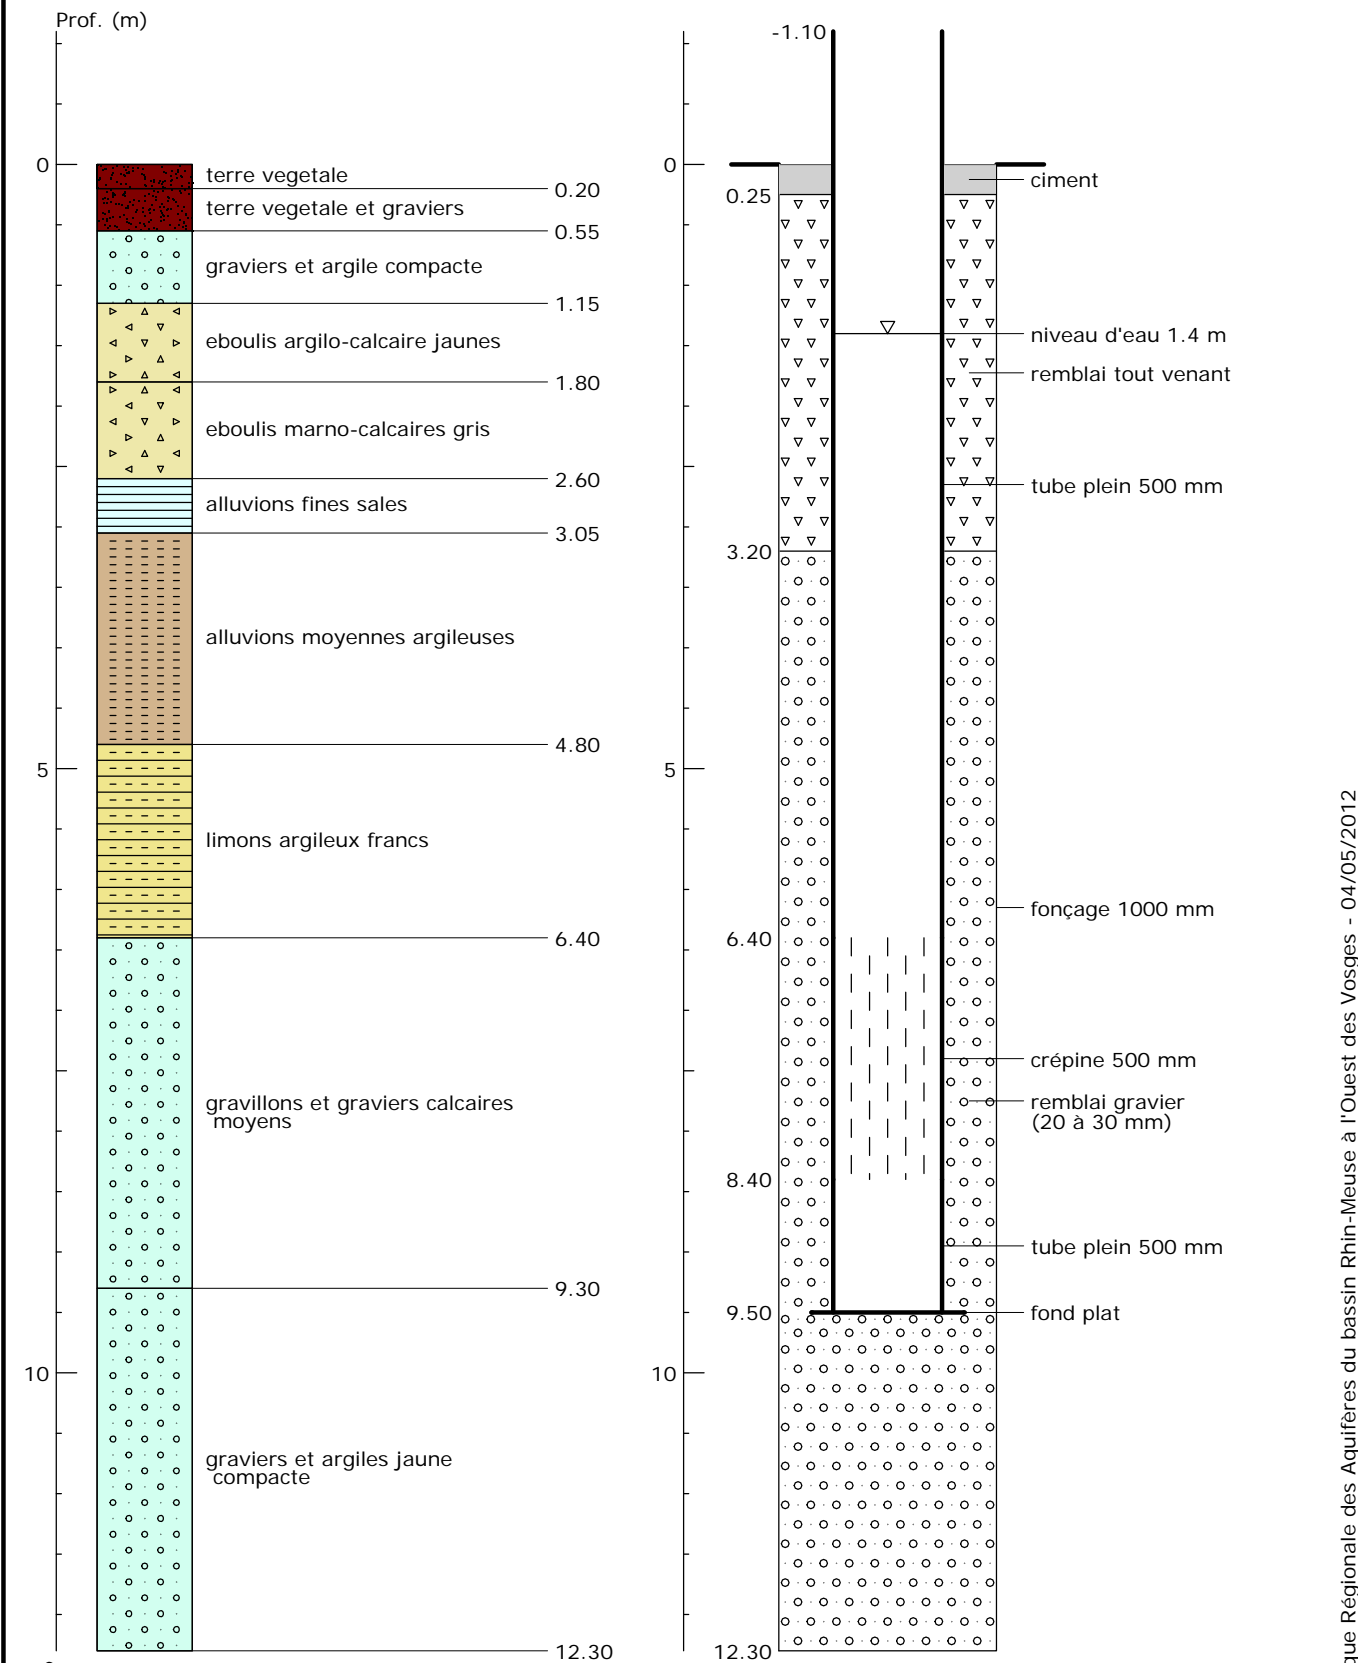 Prof. (m)
0
5
10
terre vegetale
0.20
terre vegetale et graviers
0.55
graviers et argile compacte
1.15
eboulis argilo-calcaire jaunes
1.80
eboulis marno-calcaires gris
2.60
alluvions fines sales
3.05
alluvions moyennes argileuses
4.80
limons argileux francs
6.40
gravillons et graviers calcaires
moyens
9.30
graviers et argiles jaune
compacte
12.30
0
5
10
-1.10
0.25
3.20
6.40
8.40
9.50
12.30
ciment
niveau d'eau 1.4 m
remblai tout venant
tube plein 500 mm
fonçage 1000 mm
crépine 500 mm
remblai gravier
(20 à 30 mm)
tube plein 500 mm
fond plat
que Régionale des Aquifères du bassin Rhin-Meuse à l'Ouest des Vosges - 04/05/2012